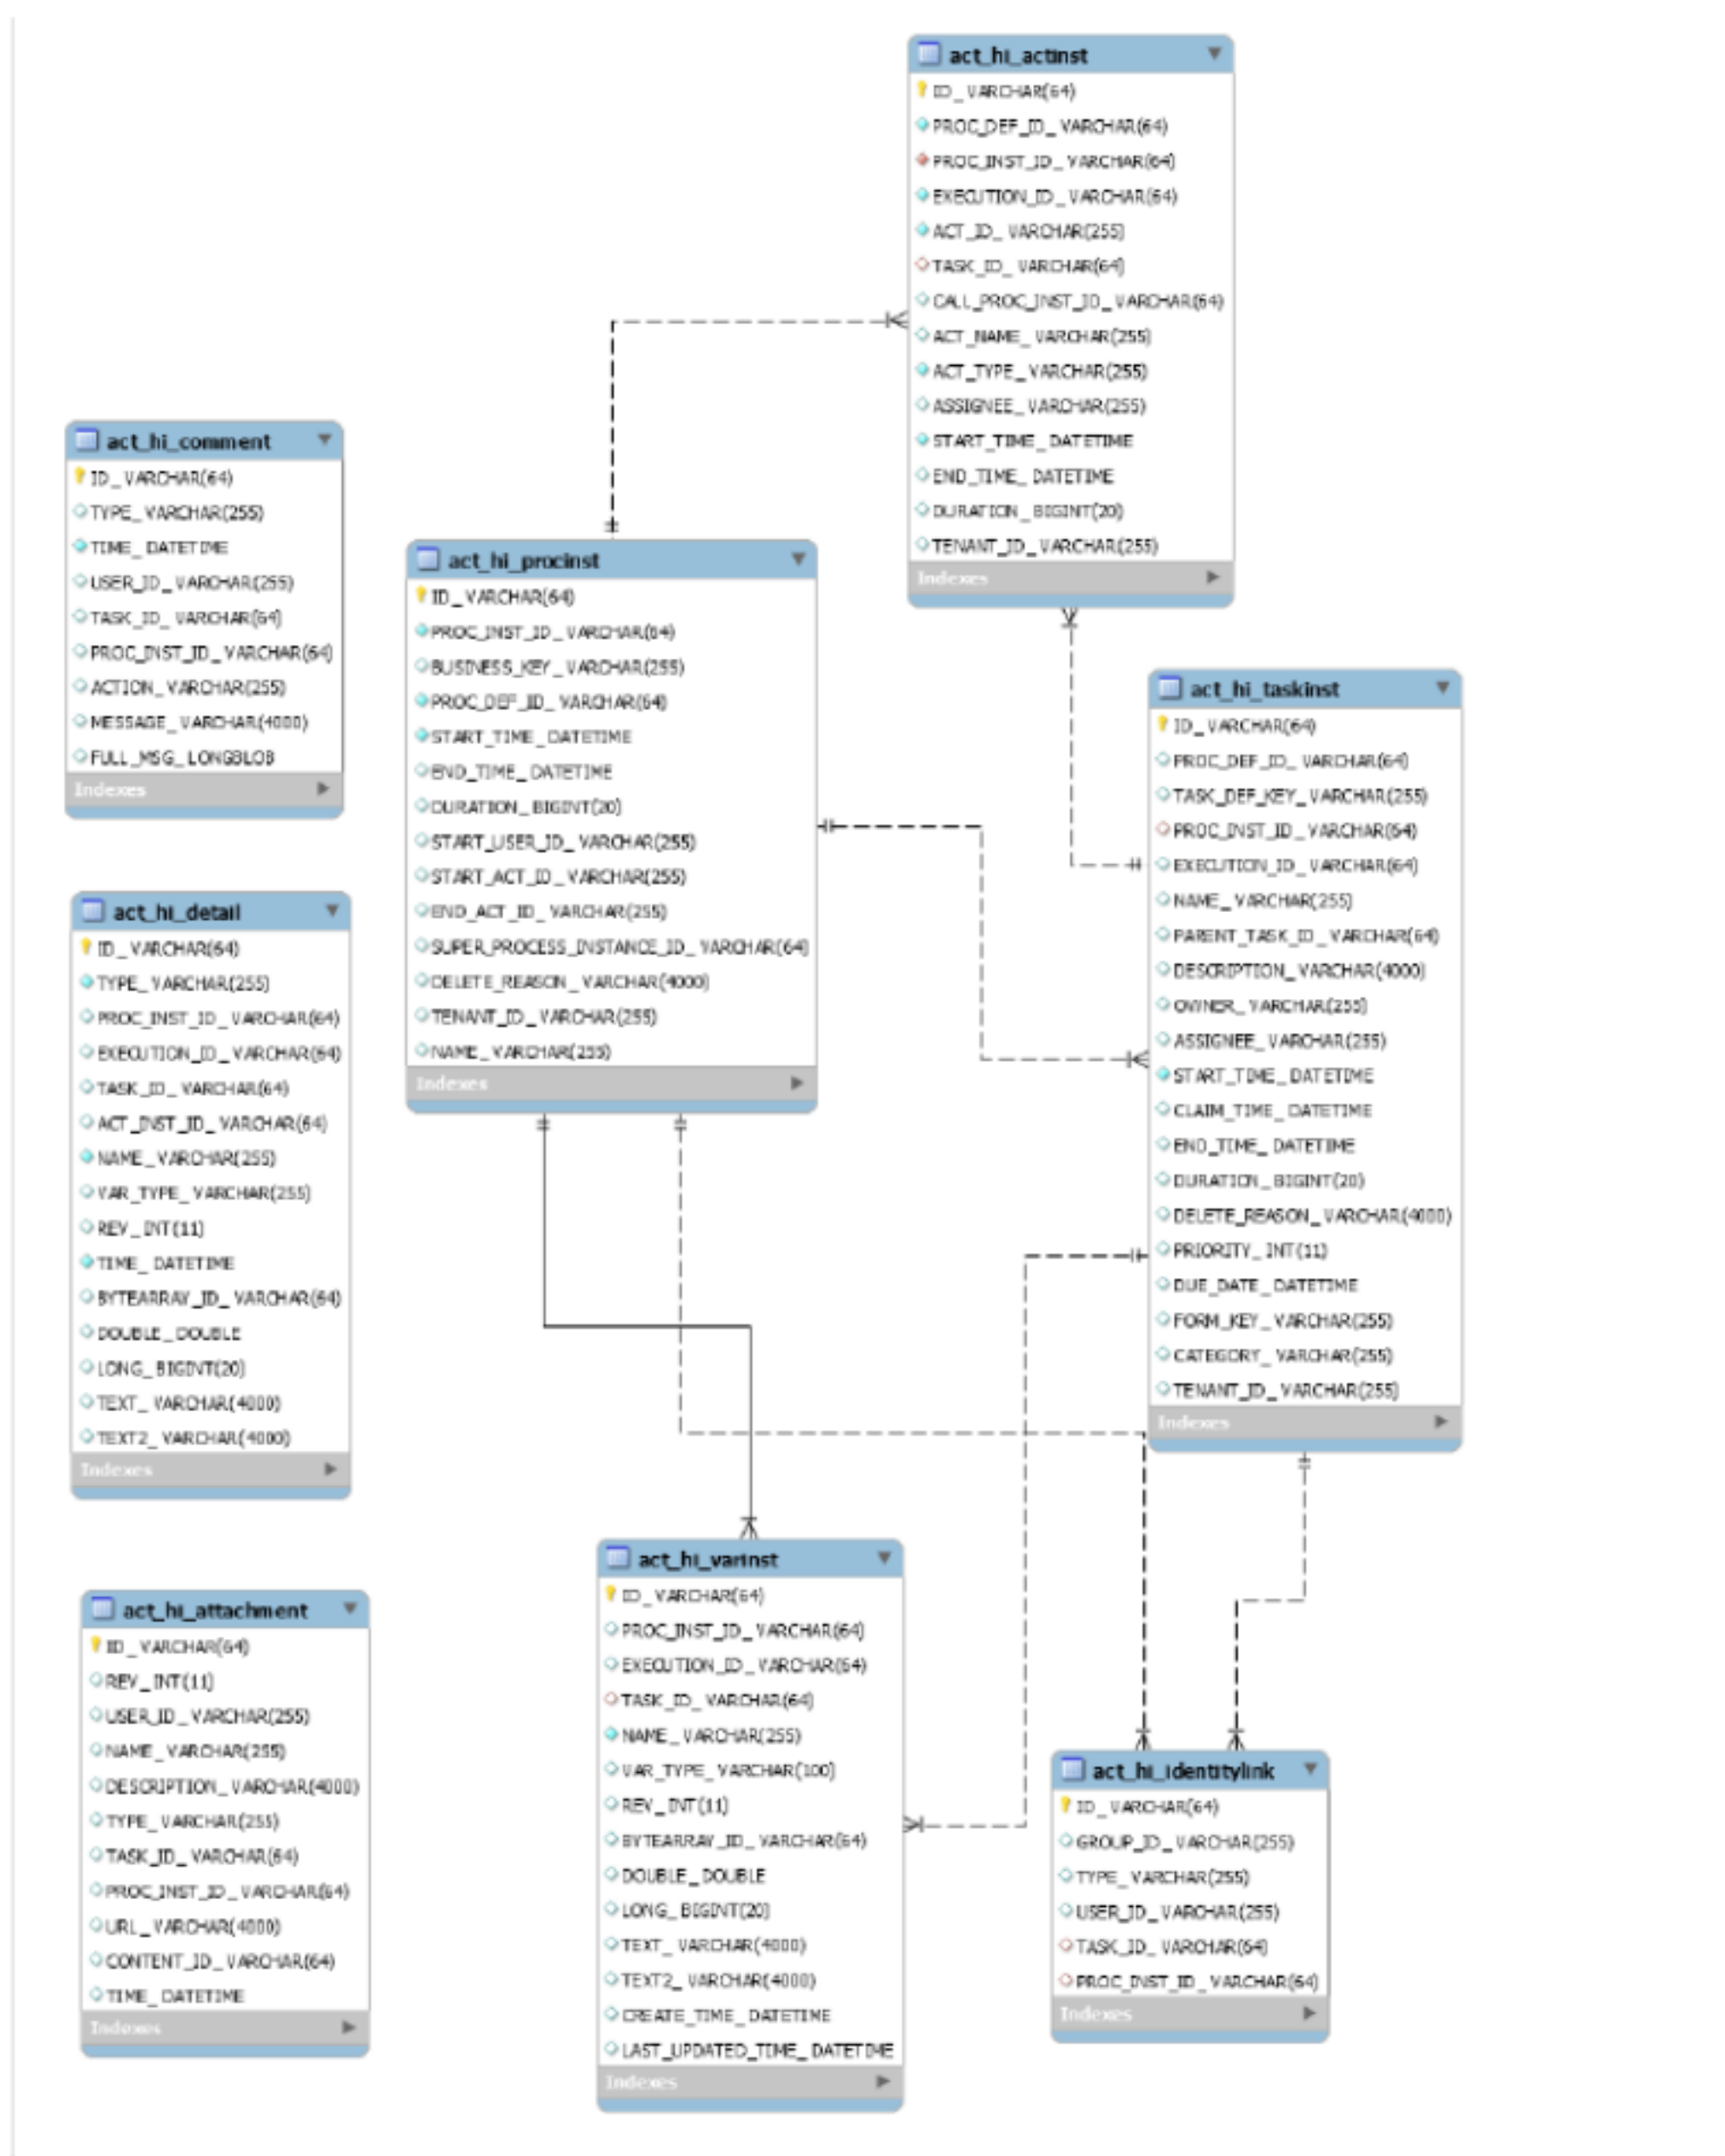 act_hi_actinst
ID_ VARCHAR(64)
PROC_DEF_ID_ VARCHAR(64)
PROC_INST_ID_ VARCHAR(64)
EXECUTION_ID_ VARCHAR(64)
ACT_ID_ VARCHAR(255)
TASK_ID_ VARCHAR(64)
CALL_PROC_INST_ID_ VARCHAR(64)
ACT_NAME_ VARCHAR(255)
ACT_TYPE_ VARCHAR(255)
ASSIGNEE_ VARCHAR(255)
START_TIME_ DATETIME
END_TIME_ DATETIME
DURATION_ BIGINT(20)
TENANT_ID_ VARCHAR(255)
Indexes
act_hi_comment
ID_ VARCHAR(64)
TYPE_ VARCHAR(255)
TIME_ DATETIME
USER_ID_ VARCHAR(255)
TASK_ID_ VARCHAR(64)
PROC_INST_ID_ VARCHAR(64)
ACTION_ VARCHAR(255)
MESSAGE_ VARCHAR(4000)
FULL_MSG_ LONGBLOB
Indexes
act_hi_procinst
ID_ VARCHAR(64)
PROC_INST_ID_ VARCHAR(64)
BUSINESS_KEY_ VARCHAR(255)
PROC_DEF_ID_ VARCHAR(64)
START_TIME_ DATETIME
END_TIME_ DATETIME
DURATION_ BIGINT(20)
START_USER_ID_ VARCHAR(255)
START_ACT_ID_ VARCHAR(255)
END_ACT_ID_ VARCHAR(255)
SUPER_PROCESS_INSTANCE_ID_ VARCHAR(64)
DELETE_REASON_ VARCHAR(4000)
TENANT_ID_ VARCHAR(255)
NAME_ VARCHAR(255)
Indexes
act_hi_taskinst
ID_ VARCHAR(64)
PROC_DEF_ID_ VARCHAR(64)
TASK_DEF_KEY_ VARCHAR(255)
PROC_INST_ID_ VARCHAR(64)
EXECUTION_ID_ VARCHAR(64)
NAME_ VARCHAR(255)
PARENT_TASK_ID_ VARCHAR(64)
DESCRIPTION_ VARCHAR(4000)
OWNER_ VARCHAR(255)
ASSIGNEE_ VARCHAR(255)
START_TIME_ DATETIME
CLAIM_TIME_ DATETIME
END_TIME_ DATETIME
DURATION_ BIGINT(20)
DELETE_REASON_ VARCHAR(4000)
PRIORITY_ INT(11)
DUE_DATE_ DATETIME
FORM_KEY_ VARCHAR(255)
CATEGORY_ VARCHAR(255)
TENANT_ID_ VARCHAR(255)
Indexes
act_hi_detail
ID_ VARCHAR(64)
TYPE_ VARCHAR(255)
PROC_INST_ID_ VARCHAR(64)
EXECUTION_ID_ VARCHAR(64)
TASK_ID_ VARCHAR(64)
ACT_INST_ID_ VARCHAR(64)
NAME_ VARCHAR(255)
VAR_TYPE_ VARCHAR(255)
REV_ INT(11)
TIME_ DATETIME
BYTEARRAY_ID_ VARCHAR(64)
DOUBLE_ DOUBLE
LONG_ BIGINT(20)
TEXT_ VARCHAR(4000)
TEXT2_ VARCHAR(4000)
Indexes
act_hi_attachment
ID_ VARCHAR(64)
REV_ INT(11)
USER_ID_ VARCHAR(255)
NAME_ VARCHAR(255)
DESCRIPTION_ VARCHAR(4000)
TYPE_ VARCHAR(255)
TASK_ID_ VARCHAR(64)
PROC_INST_ID_ VARCHAR(64)
URL_ VARCHAR(4000)
CONTENT_ID_ VARCHAR(64)
TIME_ DATETIME
Indexes
act_hi_varinst
ID_ VARCHAR(64)
PROC_INST_ID_ VARCHAR(64)
EXECUTION_ID_ VARCHAR(64)
TASK_ID_ VARCHAR(64)
NAME_ VARCHAR(255)
VAR_TYPE_ VARCHAR(100)
REV_ INT(11)
BYTEARRAY_ID_ VARCHAR(64)
DOUBLE_ DOUBLE
LONG_ BIGINT(20)
TEXT_ VARCHAR(4000)
TEXT2_ VARCHAR(4000)
CREATE_TIME_ DATETIME
LAST_UPDATED_TIME_ DATETIME
Indexes
act_hi_identitylink
ID_ VARCHAR(64)
GROUP_ID_ VARCHAR(255)
TYPE_ VARCHAR(255)
USER_ID_ VARCHAR(255)
TASK_ID_ VARCHAR(64)
PROC_INST_ID_ VARCHAR(64)
Indexes